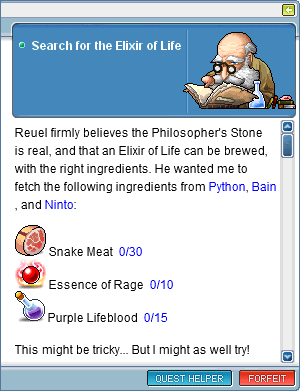 Search for the Elixir of Life
Reuel firmly believes the Philosopher's Stone
is real, and that an Elixir of Life can be brewed,
with the right ingredients. He wanted me to
fetch the following ingredients from Python, Bain
, and Ninto:
Snake Meat 0/30
Essence of Rage 0/10
Purple Lifeblood 0/15
This might be tricky... But I might as well try!
QUEST HELPER FORFEIT